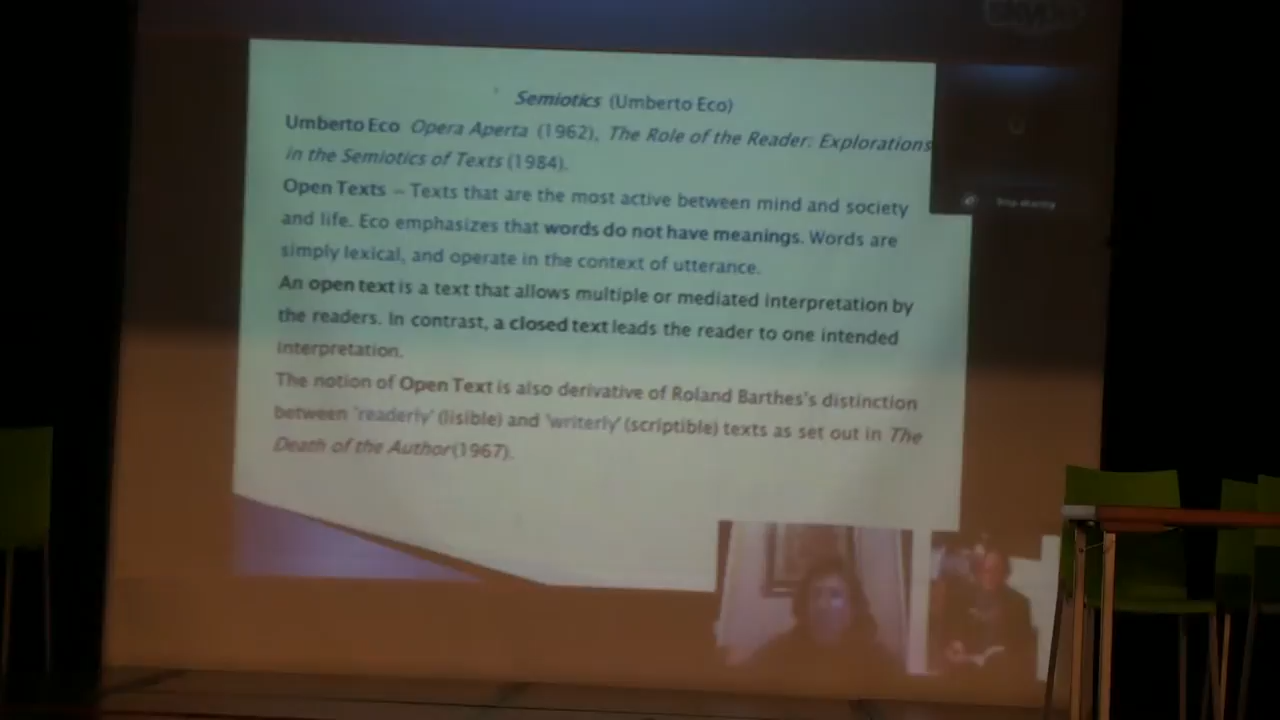 Semiotics (Umberto Eco)
Umberto Eco Opera Aperta (1962), The Role of the Reader: Explorations
in the Semiotics of Texts (1984).
Open Texts – Texts that are the most active between mind and society
and life. Eco emphasizes that words do not have meanings. Words are
simply lexical, and operate in the context of utterance.
An open text is a text that allows multiple or mediated interpretation by
the readers. In contrast, a closed text leads the reader to one intended
interpretation.
The notion of Open Text is also derivative of Roland Barthes's distinction
between 'readerly' (lisible) and 'writerly' (scriptible) texts as set out in The
Death of the Author(1967).
Stop sharing